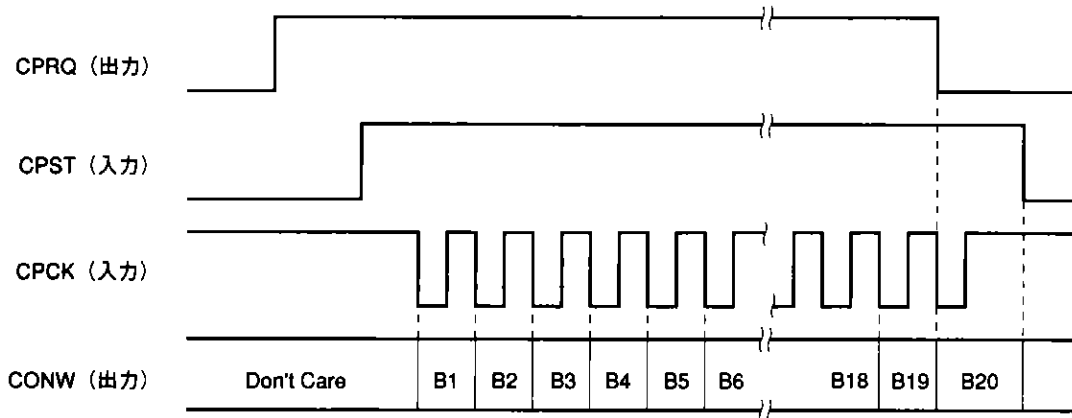 CPRQ（出力）
CPST（入力）
CPCK（入力）
CONW（出力） Don't Care B1 B2 B3 B4 B5 B6 B18 B19 B20